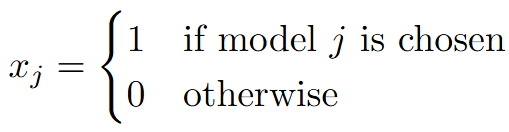 x_j = { 1 if model j is chosen
0 otherwise